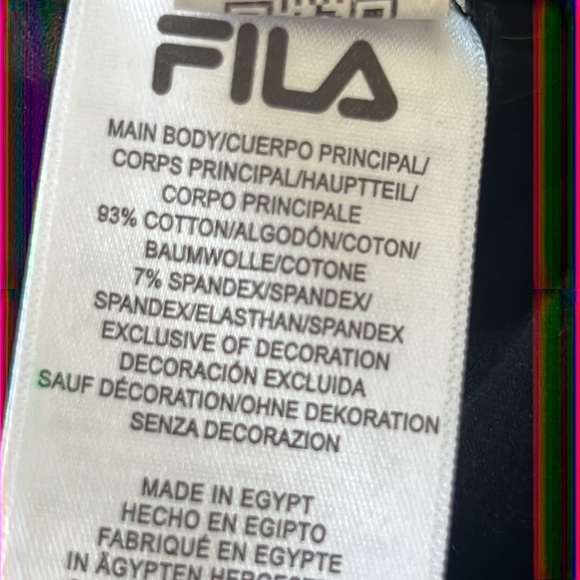 FILA
MAIN BODY/CUERPO PRINCIPAL/
CORPS PRINCIPAL/HAUPTTEIL/
CORPO PRINCIPALE
93% COTTON/ALGODÓN/COTON/
BAUMWOLLE/COTONE
7% SPANDEX/SPANDEX/
SPANDEX/ELASTHAN/SPANDEX
EXCLUSIVE OF DECORATION
DECORACIÓN EXCLUIDA
SAUF DÉCORATION/OHNE DEKORATION
SENZA DECORAZION
MADE IN EGYPT
HECHO EN EGIPTO
FABRIQUÉ EN EGYPTE
IN ÄGYPTEN